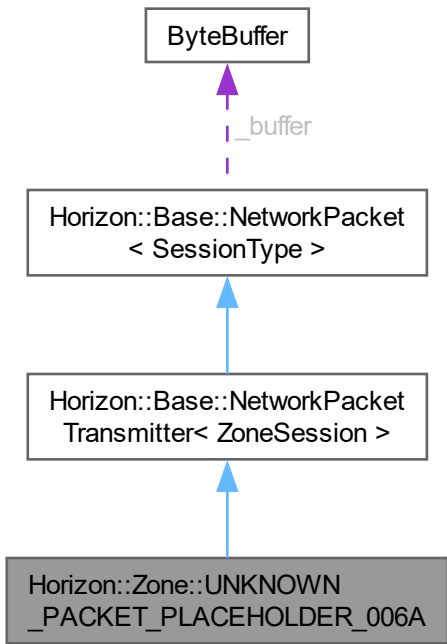 ByteBuffer
_buffer
Horizon::Base::NetworkPacket
< SessionType >
Horizon::Base::NetworkPacket
Transmitter< ZoneSession >
Horizon::Zone::UNKNOWN
_PACKET_PLACEHOLDER_006A